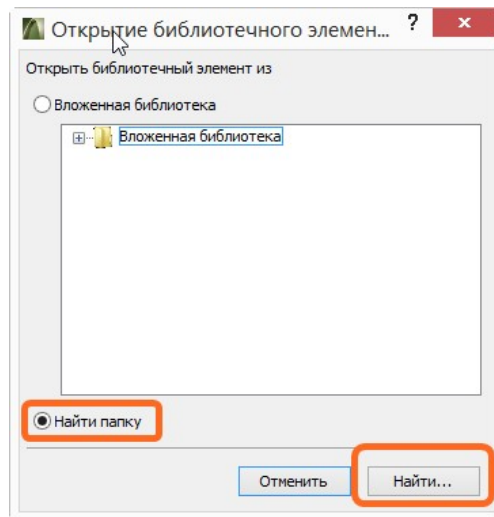 Открытие библиотечного элемен... ?
Открыть библиотечный элемент из
Вложенная библиотека
Вложенная библиотека
Найти папку
Отменить Найти...